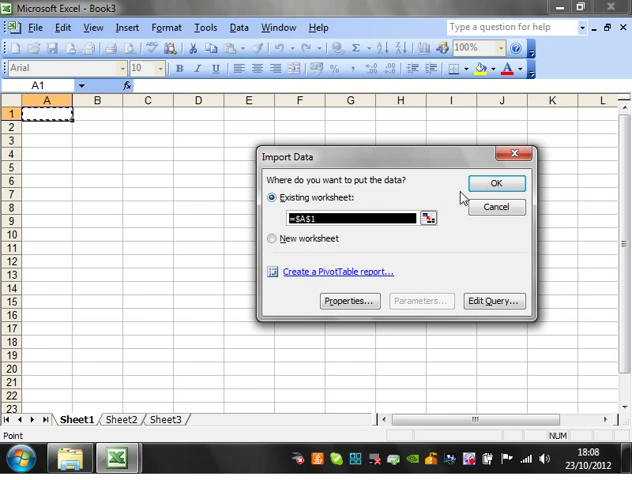 Microsoft Excel - Book3
File Edit View Insert Format Tools Data Window Help Type a question for help
100%
Arial 10 B I U
A1 fx
A B C D E F G H I J K L
1
2
3
4
5
6
7
8
9
10
11
12
13
14
15
16
17
18
19
20
21
22
23
Import Data
Where do you want to put the data?
Existing worksheet:
=$A$1
New worksheet
Create a PivotTable report...
Properties... Parameters... Edit Query...
OK
Cancel
Sheet1 Sheet2 Sheet3
Point NUM
18:08
23/10/2012